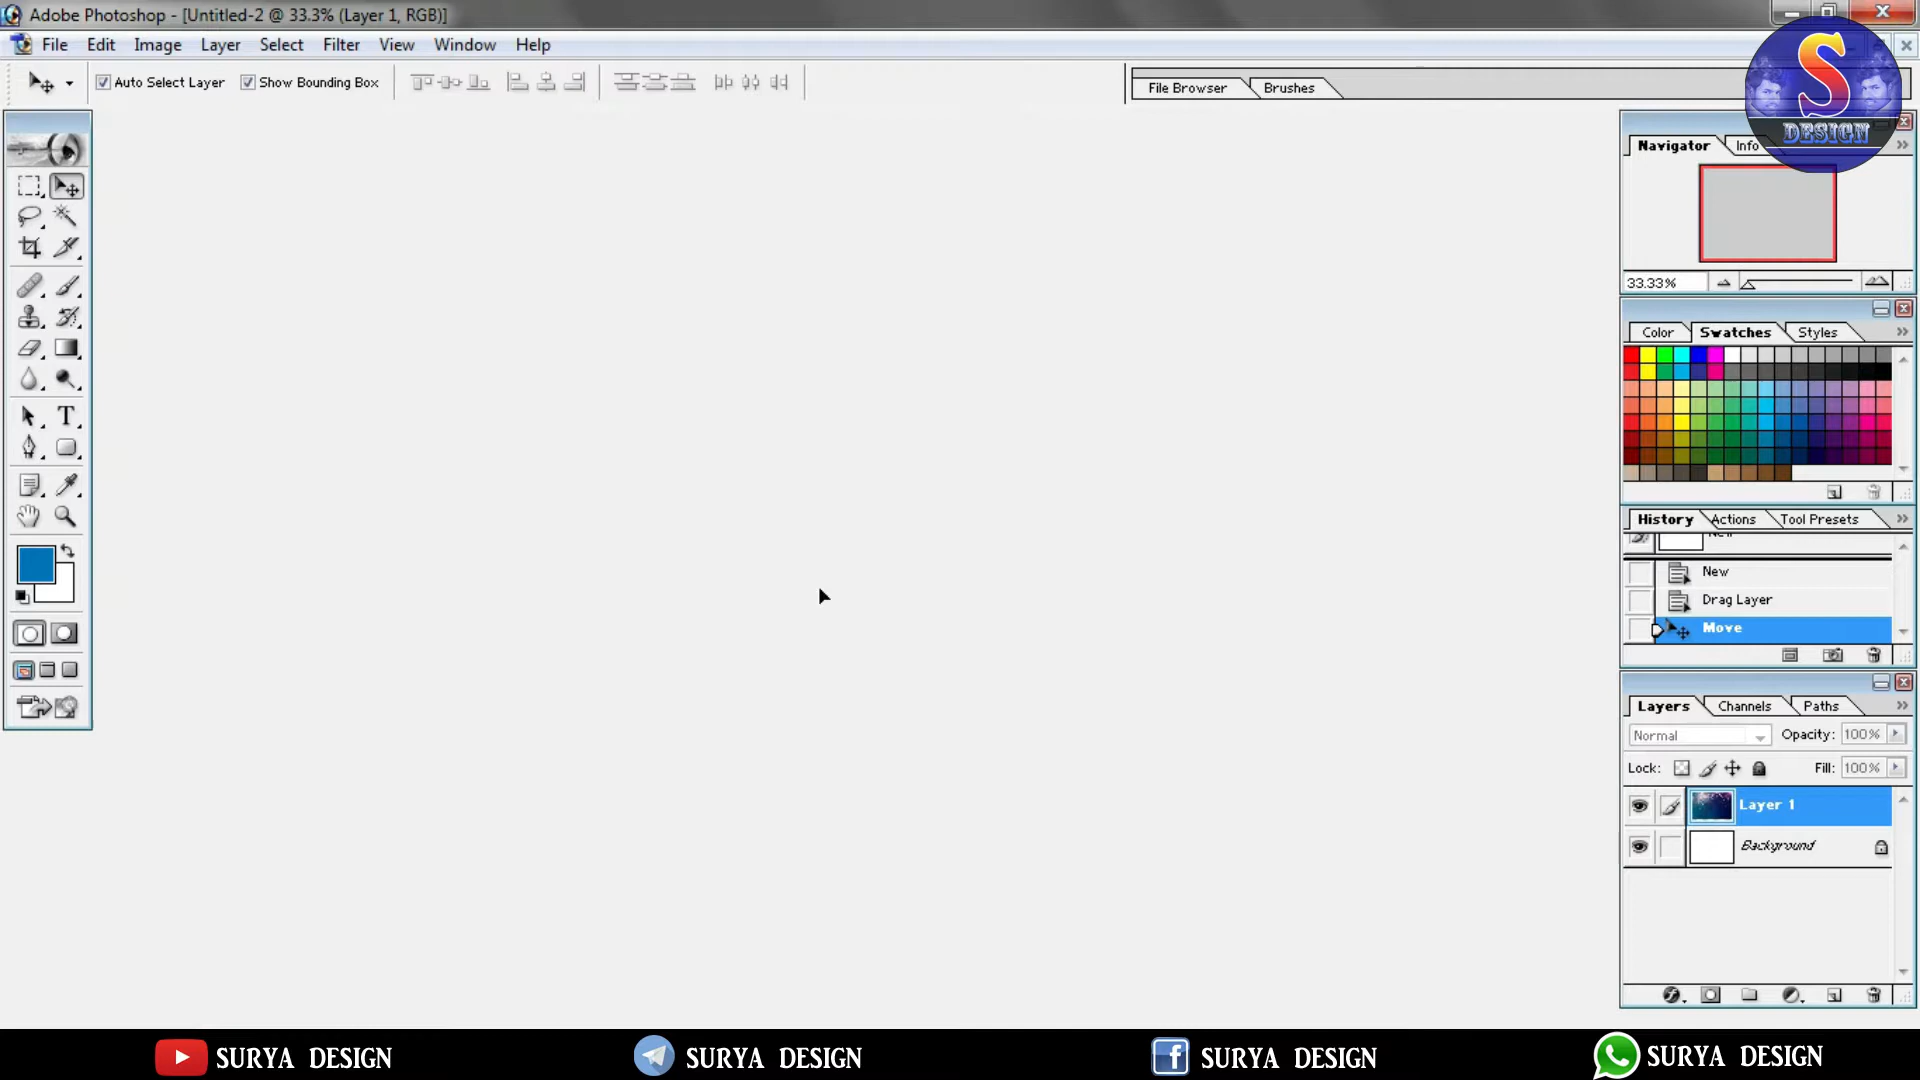 Adobe Photoshop - [Untitled-2 @ 33.3% (Layer 1, RGB)]
File Edit Image Layer Select Filter View Window Help
Auto Select Layer Show Bounding Box
File Browser Brushes
S
DESIGN
Navigator Info
33.33%
Color Swatches Styles
History Actions Tool Presets
New
Drag Layer
Move
Layers Channels Paths
Normal Opacity: 100%
Lock: Fill: 100%
Layer 1
Background
SURYA DESIGN SURYA DESIGN SURYA DESIGN SURYA DESIGN